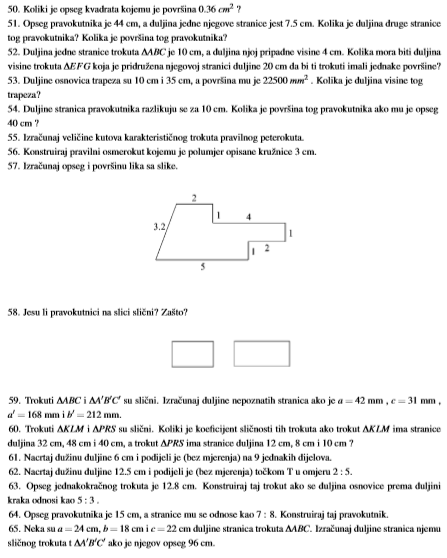 50. Koliki je opseg kvadrata kojemu je površina 0.36 cm² ?
51. Opseg pravokutnika je 44 cm, a duljina jedne njegove stranice jest 7.5 cm. Kolika je duljina druge stranice
tog pravokutnika? Kolika je površina tog pravokutnika?
52. Duljina jedne stranice trokuta ΔABC je 10 cm, a duljina njoj pripadne visine 4 cm. Kolika mora biti duljina
visine trokuta ΔEFG koja je pridružena njegovoj stranici duljine 20 cm da bi ti trokuti imali jednake površine?
53. Duljine osnovica trapeza su 10 cm i 35 cm, a površina mu je 22500 mm² . Kolika je duljina visine tog
trapeza?
54. Duljine stranica pravokutnika razlikuju se za 10 cm. Kolika je površina tog pravokutnika ako mu je opseg
40 cm ?
55. Izračunaj veličine kutova karakterističnog trokuta pravilnog peterokuta.
56. Konstruiraj pravilni osmerokut kojemu je polumjer opisane kružnice 3 cm.
57. Izračunaj opseg i površinu lika sa slike.
2
1
4
3.2
1
1
2
5
58. Jesu li pravokutnici na slici slični? Zašto?
59. Trokuti ΔABC i ΔA′B′C′ su slični. Izračunaj duljine nepoznatih stranica ako je a = 42 mm , c = 31 mm ,
a′ = 168 mm i b′ = 212 mm.
60. Trokuti ΔKLM i ΔPRS su slični. Koliki je koeficijent sličnosti tih trokuta ako trokut ΔKLM ima stranice
duljina 32 cm, 48 cm i 40 cm, a trokut ΔPRS ima stranice duljina 12 cm, 8 cm i 10 cm ?
61. Nacrtaj dužinu duljine 6 cm i podijeli je (bez mjerenja) na 9 jednakih dijelova.
62. Nacrtaj dužinu duljine 12.5 cm i podijeli je (bez mjerenja) točkom T u omjeru 2 : 5.
63. Opseg jednakokračnog trokuta je 12.8 cm. Konstruiraj taj trokut ako se duljina osnovice prema duljini
kraka odnosi kao 5 : 3 .
64. Opseg pravokutnika je 15 cm, a stranice mu se odnose kao 7 : 8. Konstruiraj taj pravokutnik.
65. Neka su a = 24 cm, b = 18 cm i c = 22 cm duljine stranica trokuta ΔABC. Izračunaj duljine stranica njemu
sličnog trokuta t ΔA′B′C′ ako je njegov opseg 96 cm.